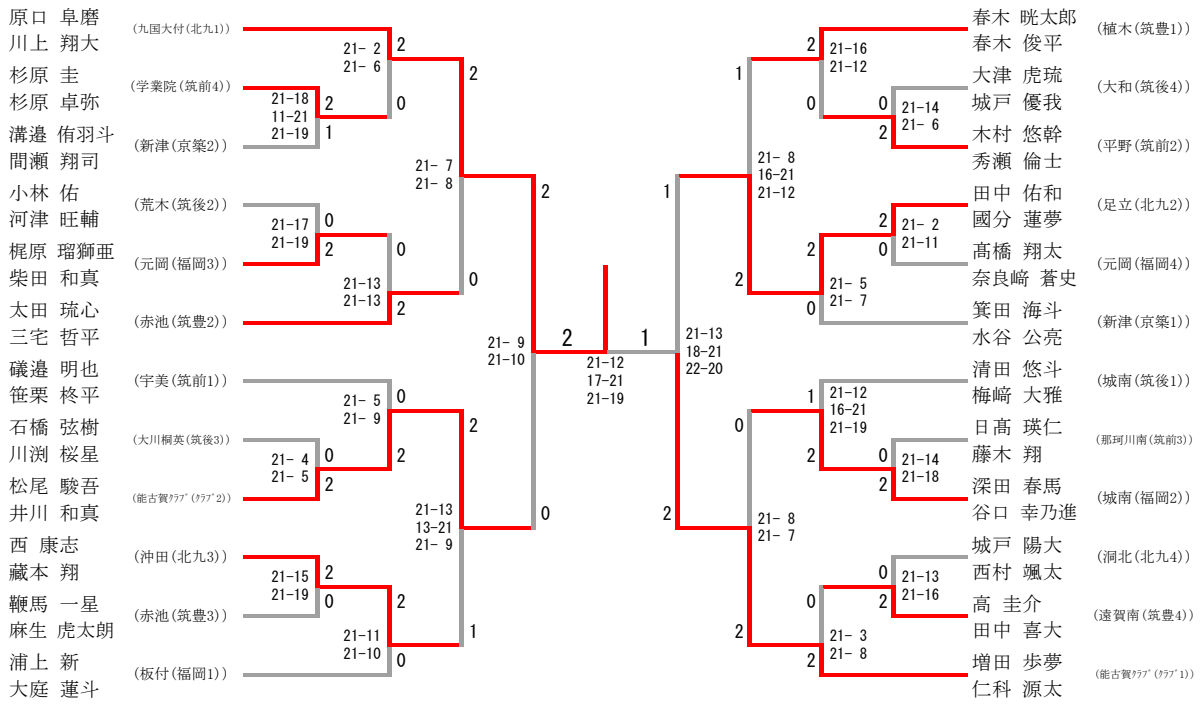 原口 阜磨
川上 翔大
(九国大付(北九1))
杉原 圭
杉原 卓弥
(学業院(筑前4))
溝邉 侑羽斗
間瀬 翔司
(新津(京築2))
小林 佑
河津 旺輔
(荒木(筑後2))
梶原 瑠獅亜
柴田 和真
(元岡(福岡3))
太田 琉心
三宅 哲平
(赤池(筑豊2))
礒邉 明也
笹栗 柊平
(宇美(筑前1))
石橋 弦樹
川渕 桜星
(大川桐英(筑後3))
松尾 駿吾
井川 和真
(能古賀クラブ(クラブ2))
西 康志
藏本 翔
(沖田(北九3))
鞭馬 一星
麻生 虎太朗
(赤池(筑豊3))
浦上 新
大庭 蓮斗
(板付(福岡1))
21- 2
21- 6
2
0
21-18
11-21
21-19
2
1
21- 7
21- 8
2
0
21-17
21-19
0
2
21-13
21-13
0
2
21- 9
21-10
2
0
21- 5
21- 9
0
2
21- 4
21- 5
0
2
21-13
13-21
21- 9
2
1
21-15
21-19
2
0
21-11
21-10
2
0
2
1
21-12
17-21
21-19
春木 晄太郎
春木 俊平
(植木(筑豊1))
大津 虎琉
城戸 優我
(大和(筑後4))
木村 悠幹
秀瀬 倫士
(平野(筑前2))
田中 佑和
國分 蓮夢
(足立(北九2))
髙橋 翔太
奈良﨑 蒼史
(元岡(福岡4))
箕田 海斗
水谷 公亮
(新津(京築1))
清田 悠斗
梅﨑 大雅
(城南(筑後1))
日髙 瑛仁
藤木 翔
(那珂川南(筑前3))
深田 春馬
谷口 幸乃進
(城南(福岡2))
城戸 陽大
西村 颯太
(洞北(北九4))
高 圭介
田中 喜大
(遠賀南(筑豊4))
増田 歩夢
仁科 源太
(能古賀クラブ(クラブ1))
2
0
21-16
21-12
0
2
21-14
21- 6
1
2
21- 8
16-21
21-12
2
0
21- 2
21-11
2
0
21- 5
21- 7
1
2
21-13
18-21
22-20
1
2
21-12
16-21
21-19
0
2
21-14
21-18
0
2
21- 8
21- 7
0
2
21-13
21-16
0
2
21- 3
21- 8